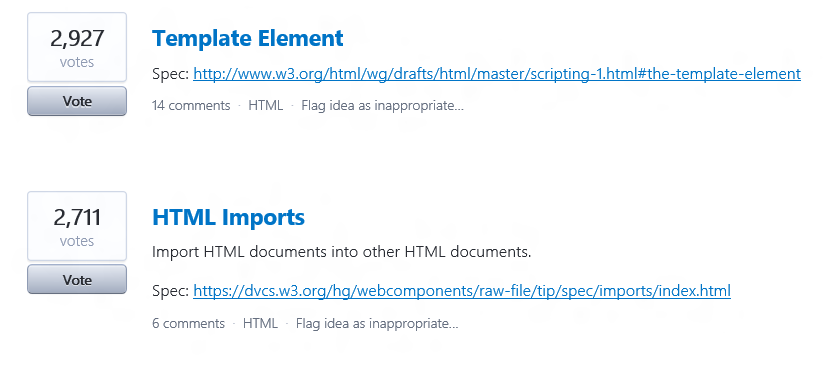 2,927
votes
Vote
Template Element
Spec: http://www.w3.org/html/wg/drafts/html/master/scripting-1.html#the-template-element
14 comments · HTML · Flag idea as inappropriate...
2,711
votes
Vote
HTML Imports
Import HTML documents into other HTML documents.
Spec: https://dvcs.w3.org/hg/webcomponents/raw-file/tip/spec/imports/index.html
6 comments · HTML · Flag idea as inappropriate...